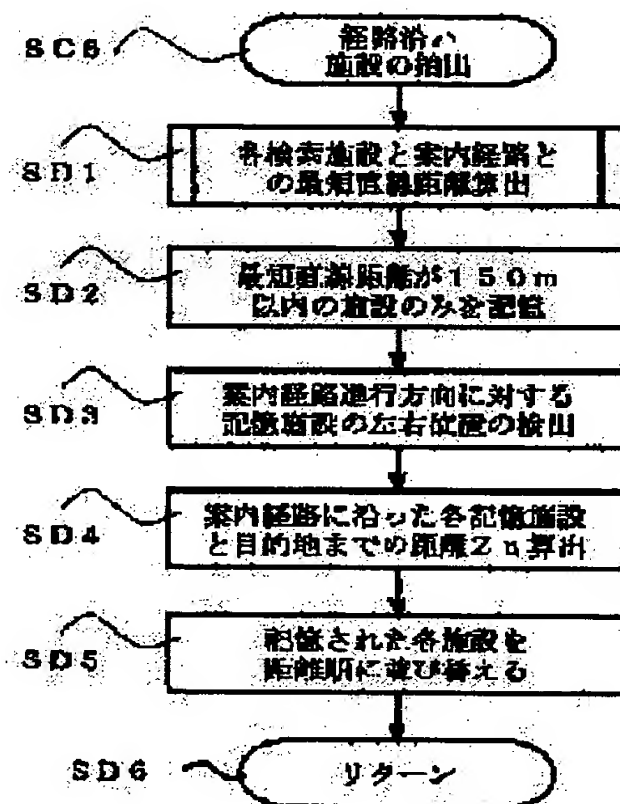 SC6
経路沿い
施設の抽出
SD1
各検索施設と案内経路と
の最短直線距離算出
SD2
最短直線距離が150m
以内の施設のみを記憶
SD3
案内経路進行方向に対する
記憶施設の左右位置の検出
SD4
案内経路に沿った各記憶施設
と目的地までの距離Zn算出
SD5
記憶された各施設を
距離順に並び替える
SD6
リターン